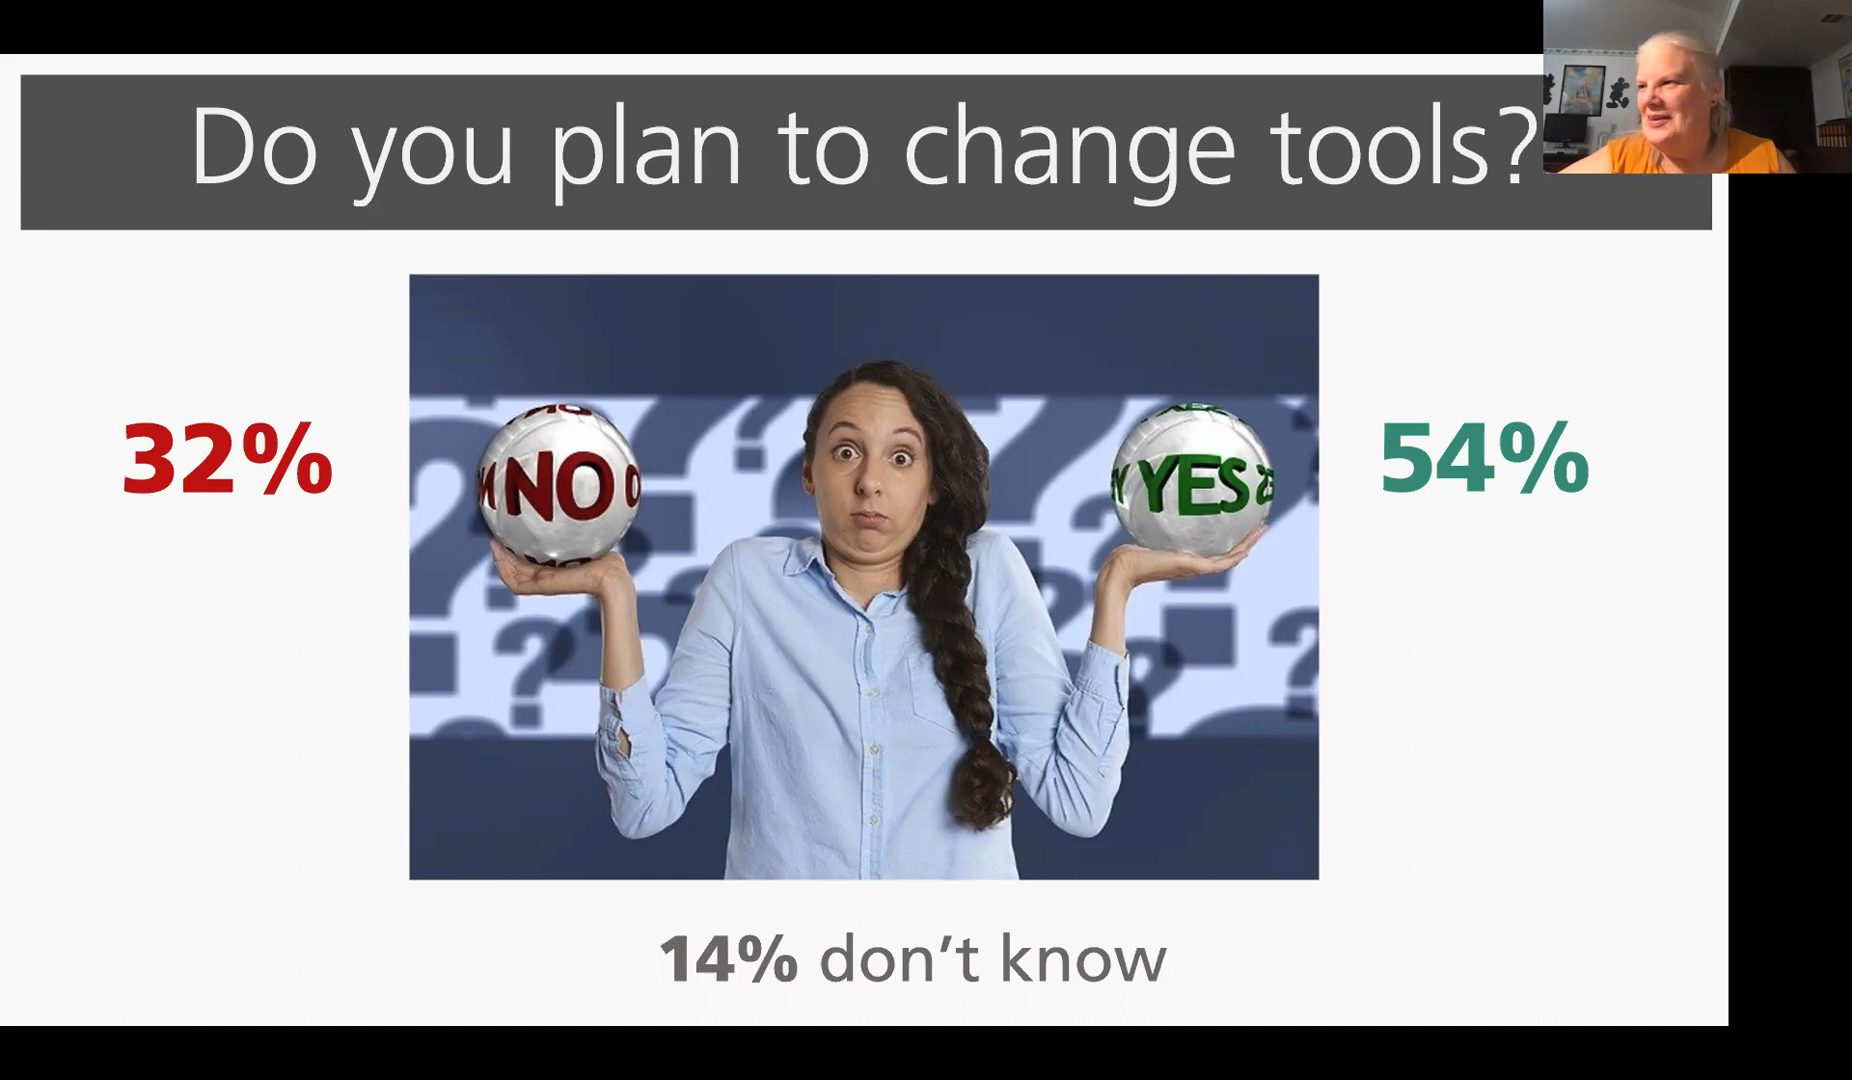 Do you plan to change tools?
32%
NO
YES
54%
14% don't know